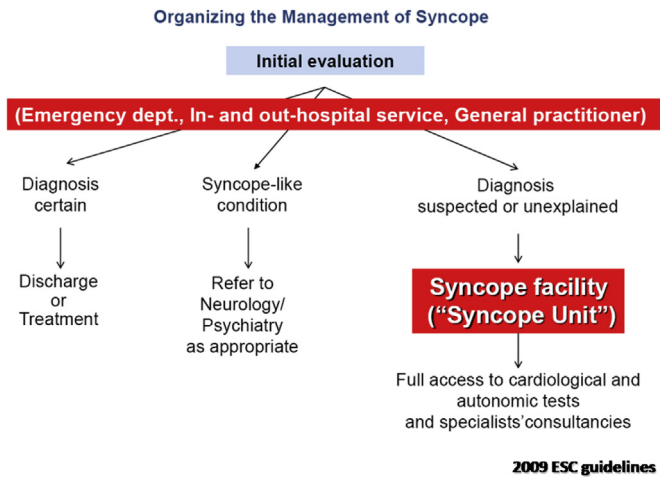 Organizing the Management of Syncope
Initial evaluation
(Emergency dept., In- and out-hospital service, General practitioner)
Diagnosis
certain
Discharge
or
Treatment
Syncope-like
condition
Refer to
Neurology/
Psychiatry
as appropriate
Diagnosis
suspected or unexplained
Syncope facility
(“Syncope Unit”)
Full access to cardiological and
autonomic tests
and specialists’consultancies
2009 ESC guidelines